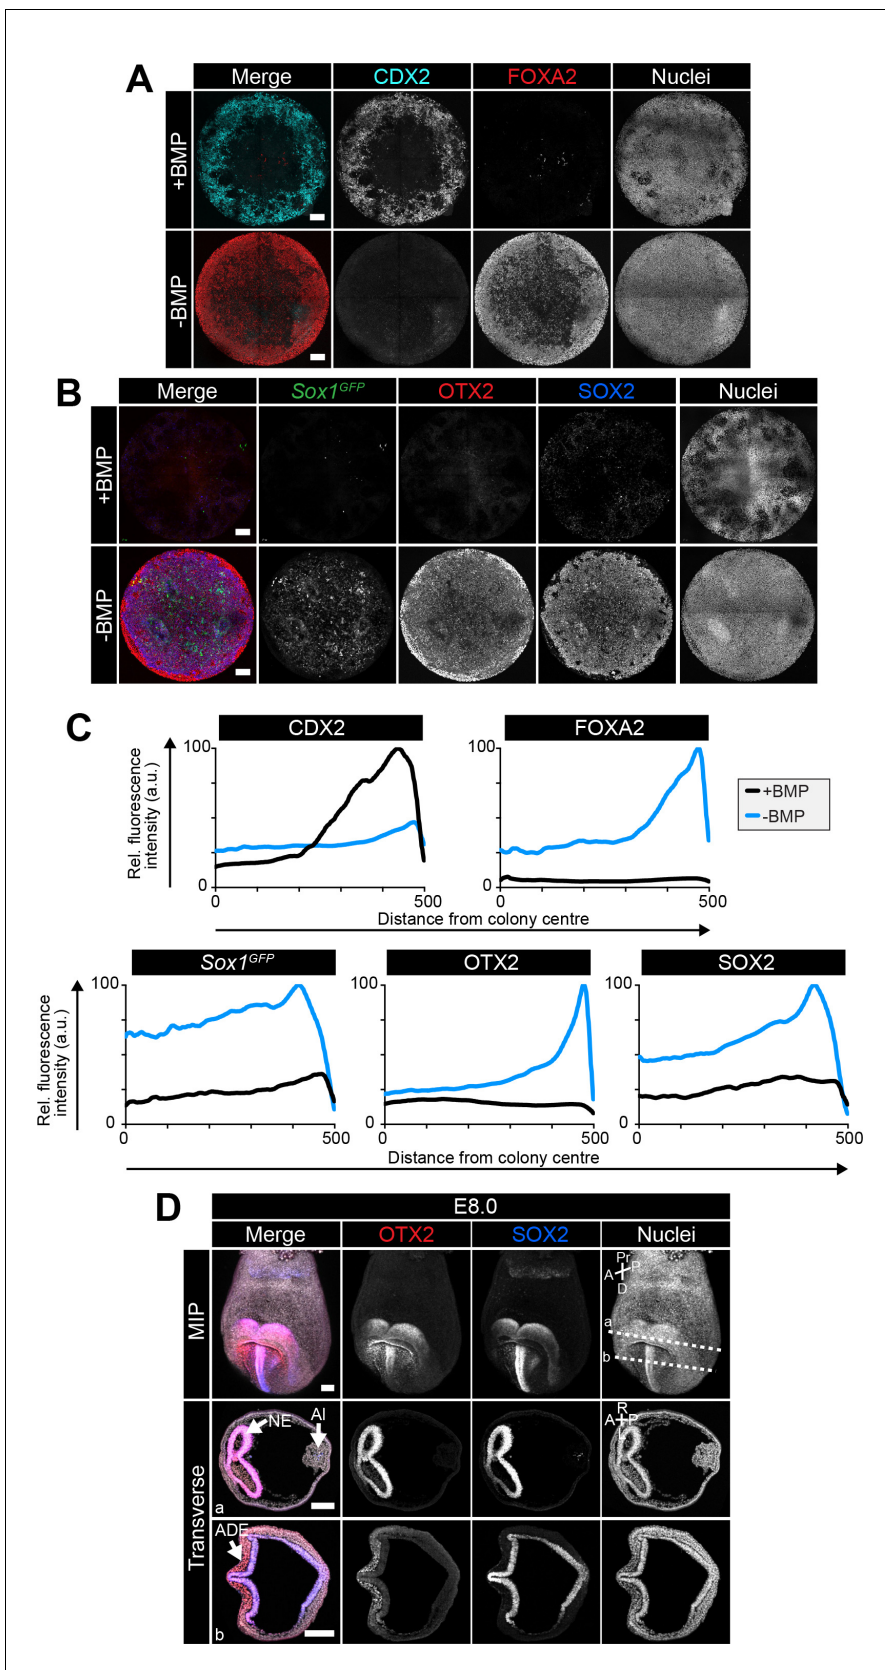 A
Merge CDX2 FOXA2 Nuclei
+BMP
-BMP
B
Merge Sox1GFP OTX2 SOX2 Nuclei
+BMP
-BMP
C
CDX2 FOXA2
Rel. fluorescence
intensity (a.u.)
100 100
+BMP
-BMP
0 0
0 500 0 500
Distance from colony centre
Sox1GFP OTX2 SOX2
Rel. fluorescence
intensity (a.u.)
100 100 100
0 0 0
0 500 0 500 0 500
Distance from colony centre
D
E8.0
Merge OTX2 SOX2 Nuclei
MIP
Pr
A P
D
a
b
Transverse
NE Al R
A P
L
a
ADE
b